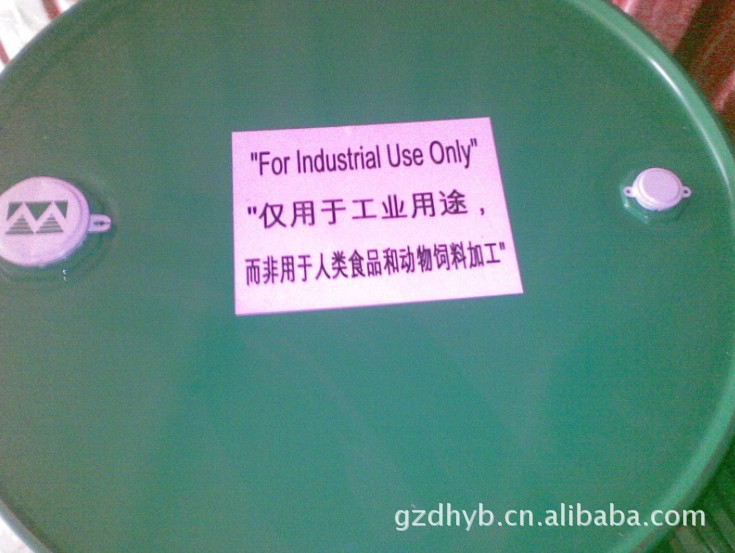 "For Industrial Use Only"
"仅用于工业用途，
而非用于人类食品和动物饲料加工"
gzdhyb.cn.alibaba.com